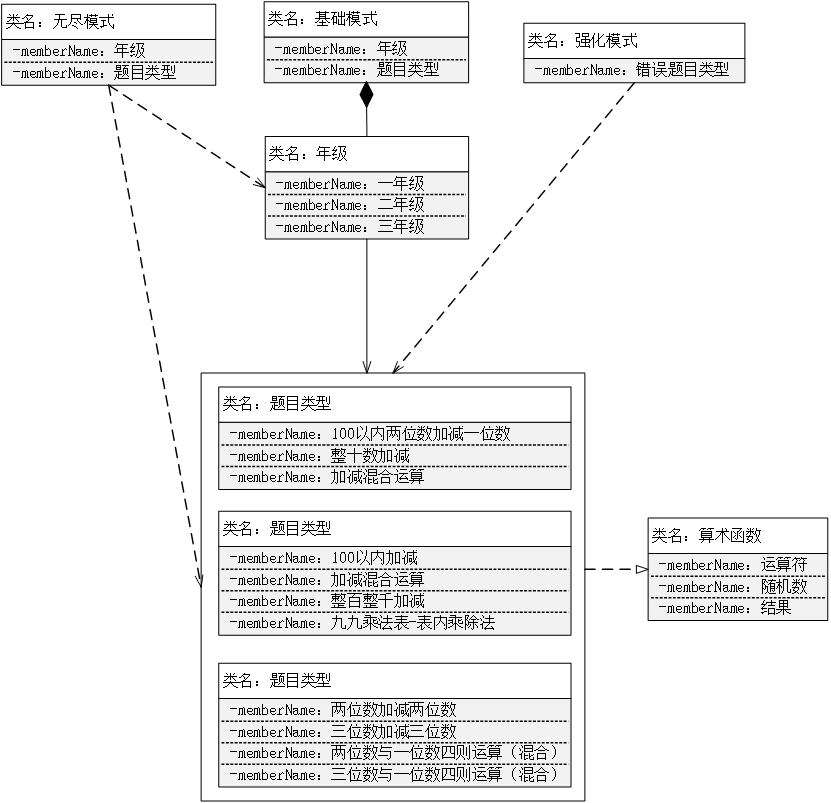 类名：无尽模式
-memberName：年级
-memberName：题目类型
类名：基础模式
-memberName：年级
-memberName：题目类型
类名：强化模式
-memberName：错误题目类型
类名：年级
-memberName：一年级
-memberName：二年级
-memberName：三年级
类名：题目类型
-memberName：100以内两位数加减一位数
-memberName：整十数加减
-memberName：加减混合运算
类名：题目类型
-memberName：100以内加减
-memberName：加减混合运算
-memberName：整百整千加减
-memberName：九九乘法表-表内乘除法
类名：算术函数
-memberName：运算符
-memberName：随机数
-memberName：结果
类名：题目类型
-memberName：两位数加减两位数
-memberName：三位数加减三位数
-memberName：两位数与一位数四则运算（混合）
-memberName：三位数与一位数四则运算（混合）